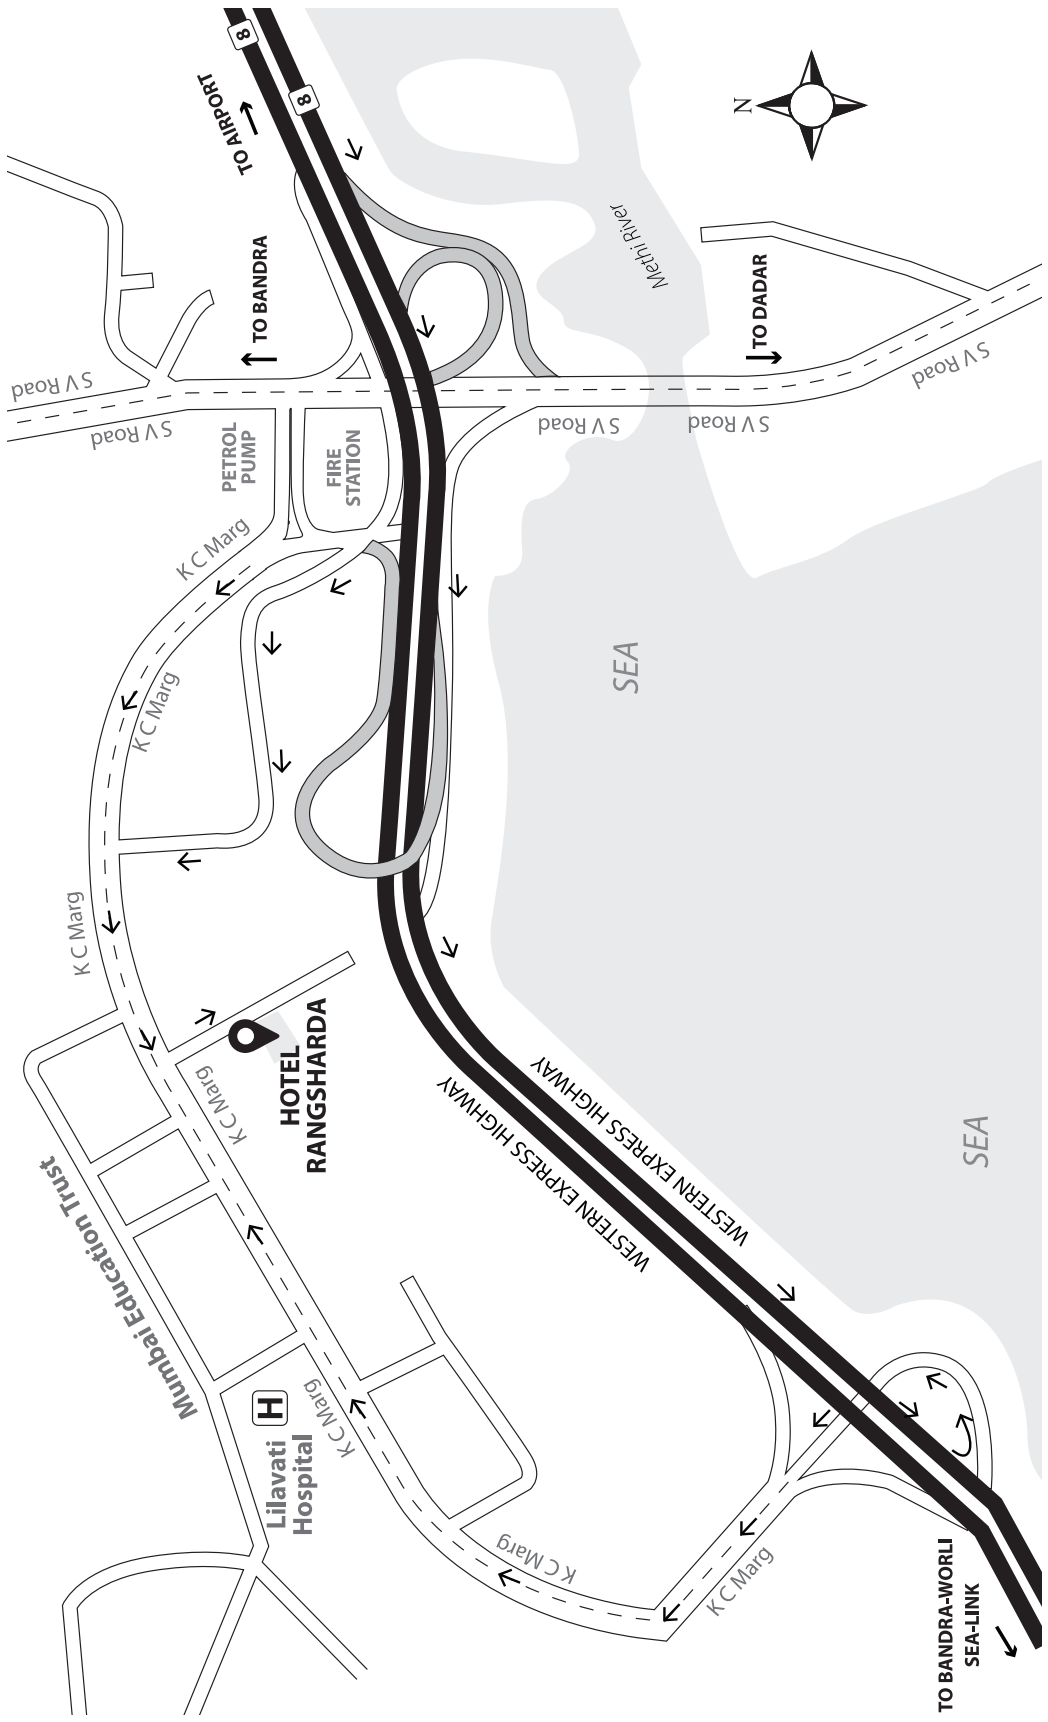 8
8
TO AIRPORT
N
TO BANDRA
Methi River
TO DADAR
S V Road
S V Road
S V Road
S V Road
S V Road
PETROL
PUMP
FIRE
STATION
K C Marg
K C Marg
SEA
K C Marg
HOTEL
RANGSHARDA
K C Marg
WESTERN EXPRESS HIGHWAY
WESTERN EXPRESS HIGHWAY
SEA
Mumbai Education Trust
H
Lilavati
Hospital
K C Marg
K C Marg
K C Marg
TO BANDRA-WORLI
SEA-LINK